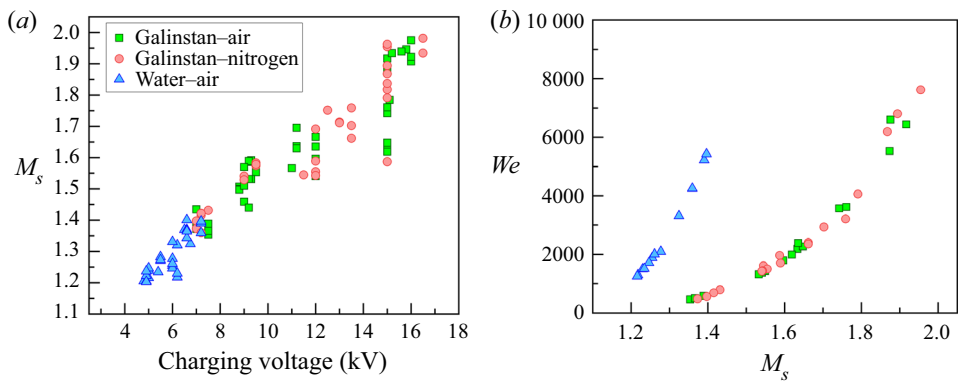 (a)
2.0
1.9
1.8
1.7
1.6
1.5
1.4
1.3
1.2
1.1
M_s
Galinstan–air
Galinstan–nitrogen
Water–air
4 6 8 10 12 14 16 18
Charging voltage (kV)
(b)
10 000
8000
6000
4000
2000
0
We
1.2 1.4 1.6 1.8 2.0
M_s